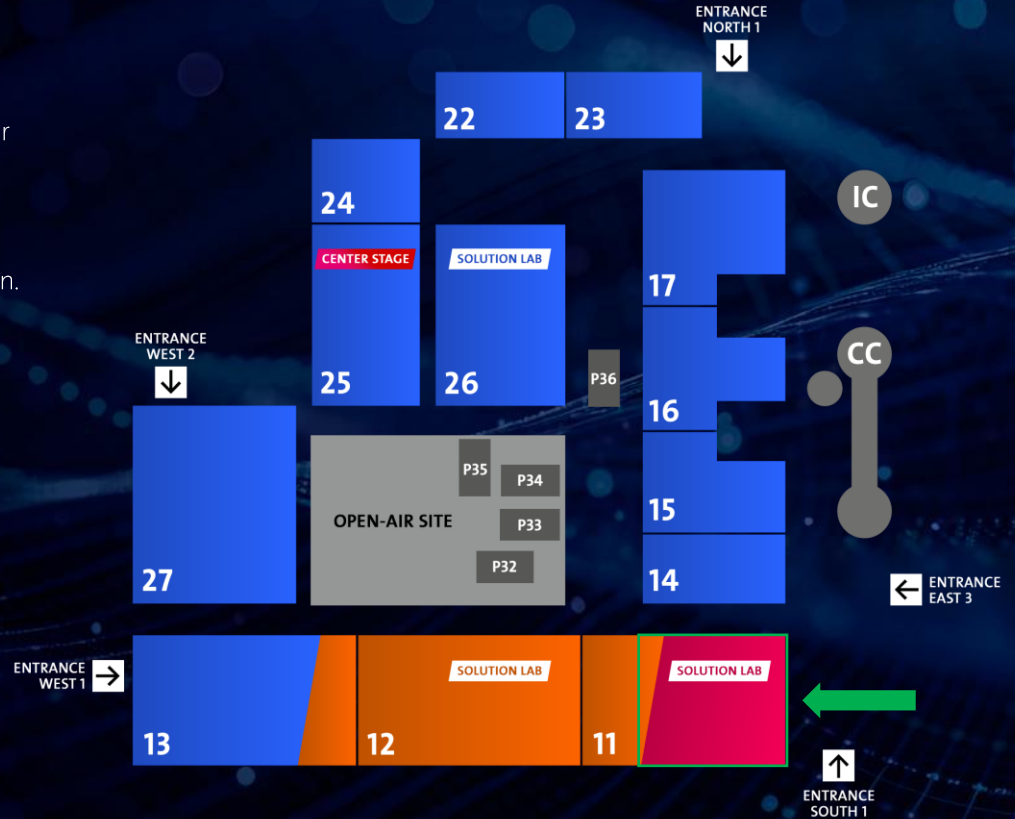 ENTRANCE
NORTH 1
22
23
r
24
IC
CENTER STAGE
SOLUTION LAB
n.
17
ENTRANCE
WEST 2
CC
25
26
P36
16
P35
P34
OPEN-AIR SITE
P33
15
P32
27
14
ENTRANCE
EAST 3
ENTRANCE
WEST 1
SOLUTION LAB
SOLUTION LAB
13
12
11
ENTRANCE
SOUTH 1